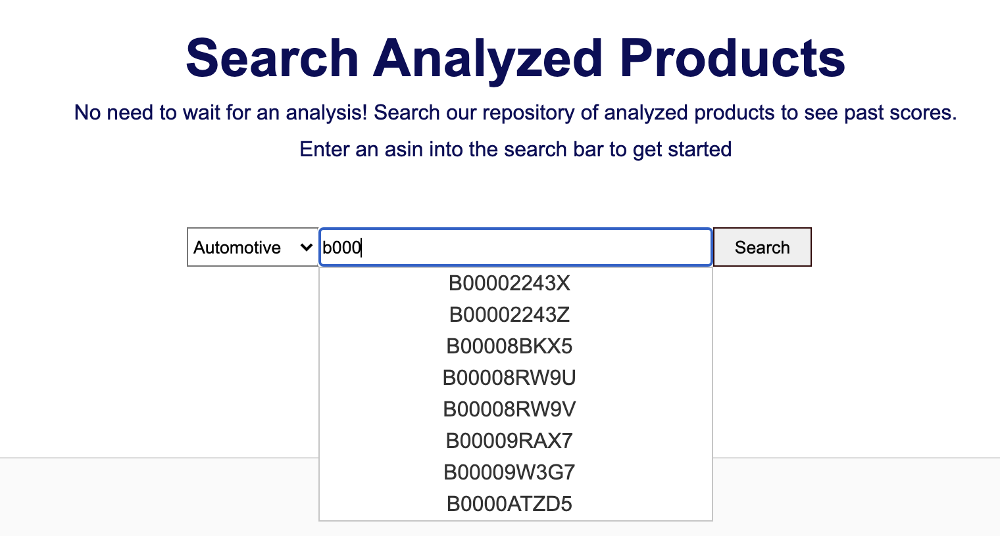 Search Analyzed Products
No need to wait for an analysis! Search our repository of analyzed products to see past scores.
Enter an asin into the search bar to get started
Automotive b000 Search
B00002243X
B00002243Z
B00008BKX5
B00008RW9U
B00008RW9V
B00009RAX7
B00009W3G7
B0000ATZD5